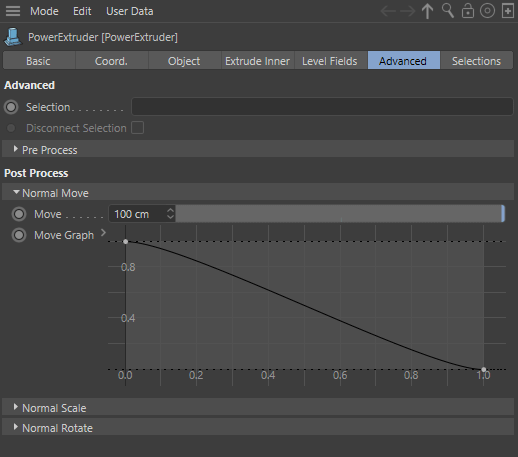 Mode Edit User Data
PowerExtruder [PowerExtruder]
Basic Coord. Object Extrude Inner Level Fields Advanced Selections
Advanced
Selection . . . . . . . .
Disconnect Selection
Pre Process
Post Process
Normal Move
Move . . . . . . 100 cm
Move Graph
0.8
0.4
0.0 0.2 0.4 0.6 0.8 1.0
Normal Scale
Normal Rotate